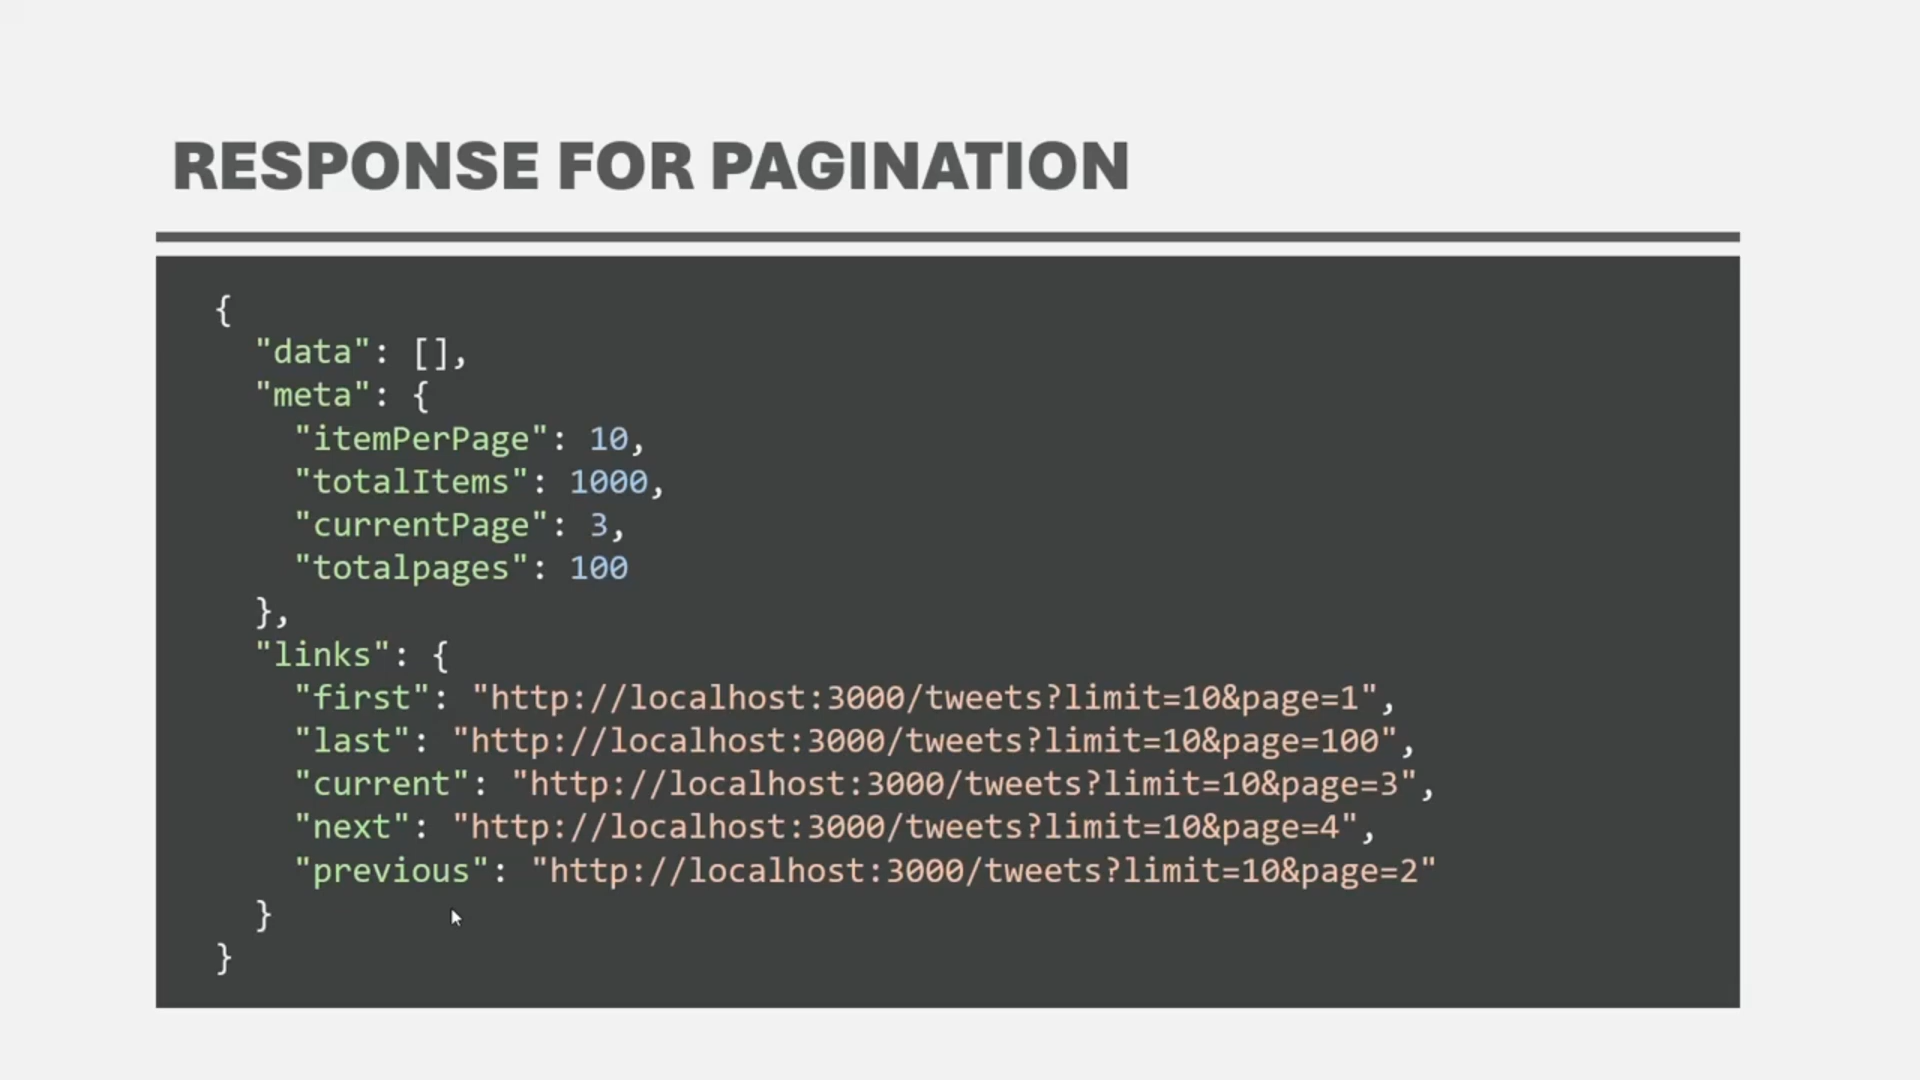 RESPONSE FOR PAGINATION
{
"data": [],
"meta": {
"itemPerPage": 10,
"totalItems": 1000,
"currentPage": 3,
"totalpages": 100
},
"links": {
"first": "http://localhost:3000/tweets?limit=10&page=1",
"last": "http://localhost:3000/tweets?limit=10&page=100",
"current": "http://localhost:3000/tweets?limit=10&page=3",
"next": "http://localhost:3000/tweets?limit=10&page=4",
"previous": "http://localhost:3000/tweets?limit=10&page=2"
}
}